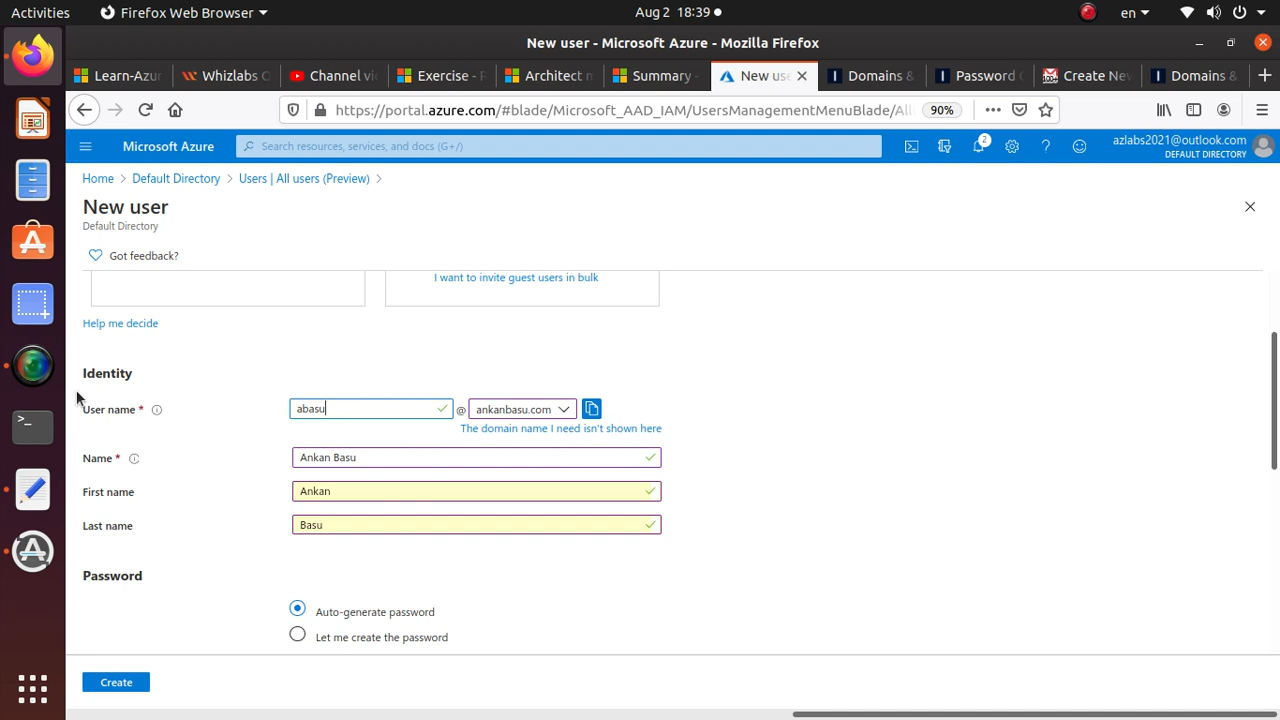 Activities
Firefox Web Browser
Aug 2 18:39
en
New user - Microsoft Azure - Mozilla Firefox
Learn-Azur
Whizlabs O
Channel vi
Exercise - P
Architect m
Summary -
New use
Domains &
Password
100
Create Nev
Domains &
https://portal.azure.com/#blade/Microsoft_AAD_IAM/UsersManagementMenuBlade/Al
90%
Microsoft Azure
Search resources, services, and docs (G+/)
2
azlabs2021@outlook.com
DEFAULT DIRECTORY
Home > Default Directory > Users | All users (Preview) >
New user
Default Directory
Got feedback?
I want to invite guest users in bulk
Help me decide
Identity
User name *
abasu
@
ankanbasu.com
The domain name I need isn't shown here
Name *
Ankan Basu
First name
Ankan
Last name
Basu
Password
Auto-generate password
Let me create the password
Create